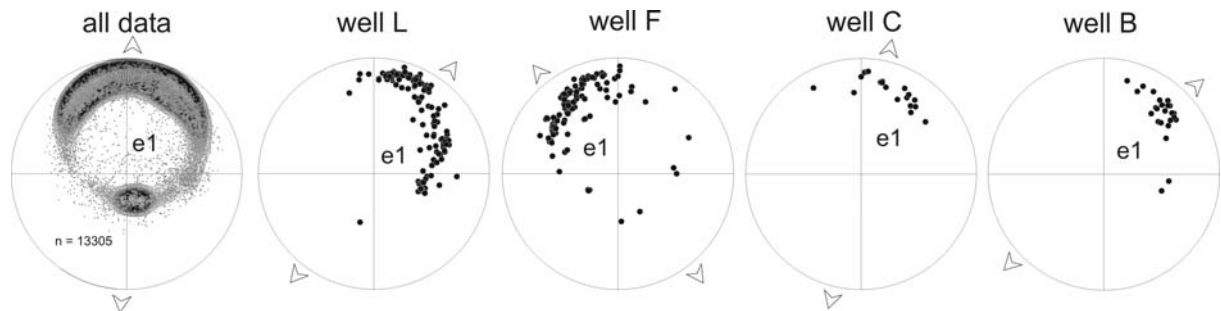 all data
well L
well F
well C
well B
e1
e1
e1
e1
e1
n = 13305